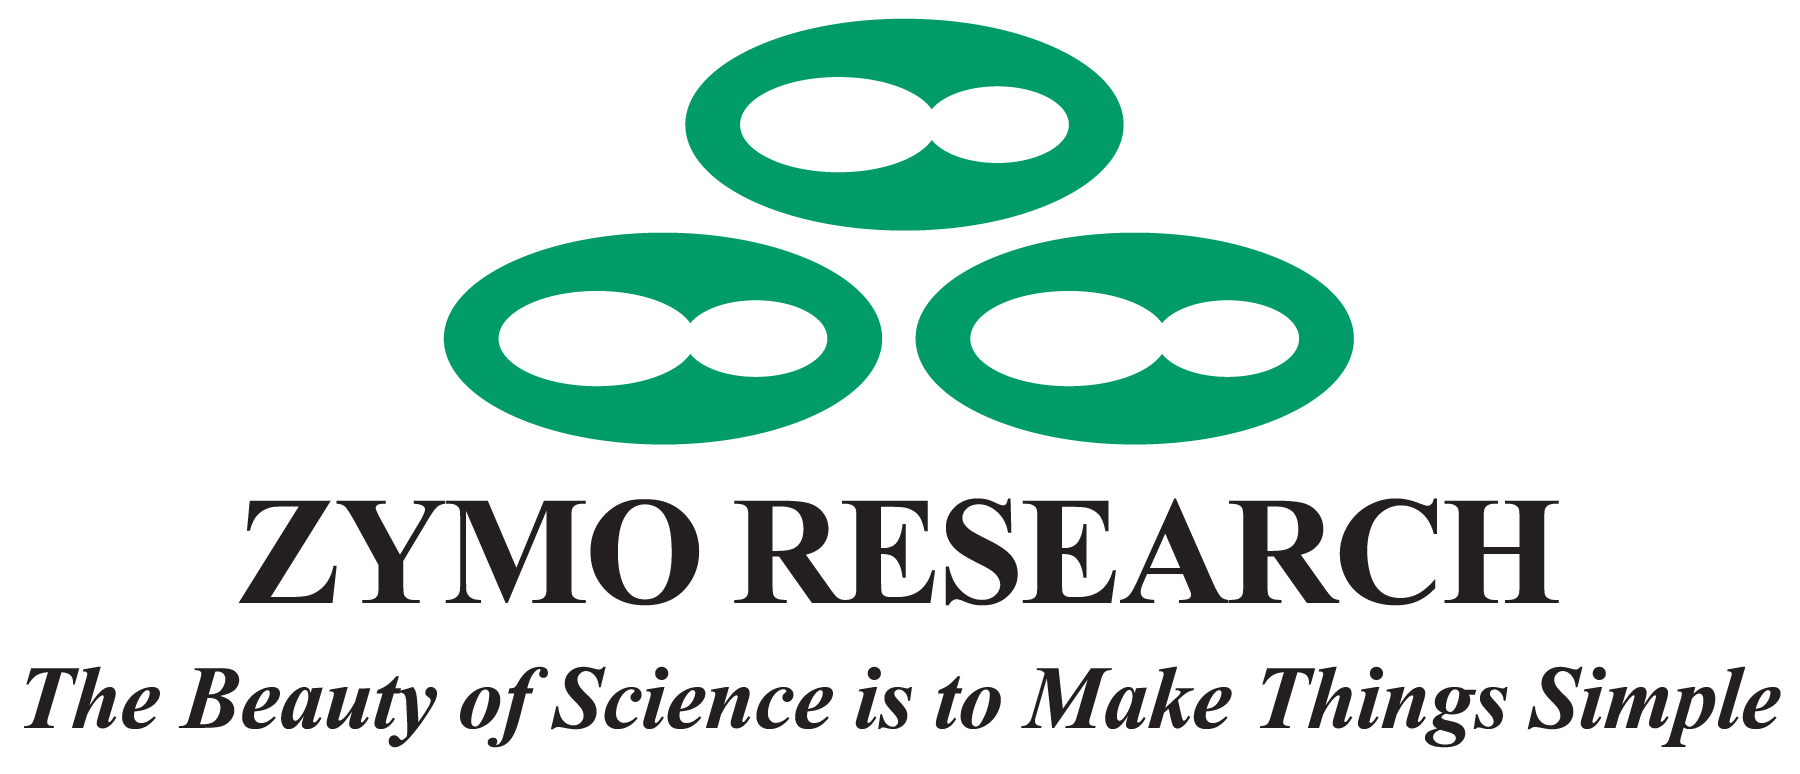 ZYMO RESEARCH
The Beauty of Science is to Make Things Simple